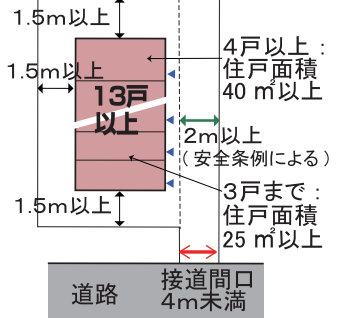 1.5m以上
4戸以上：
住戸面積
40 ㎡以上
1.5m以上
13戸
以上
2m以上
(安全条例による)
3戸まで：
住戸面積
25 ㎡以上
1.5m以上
接道間口
4m未満
道路